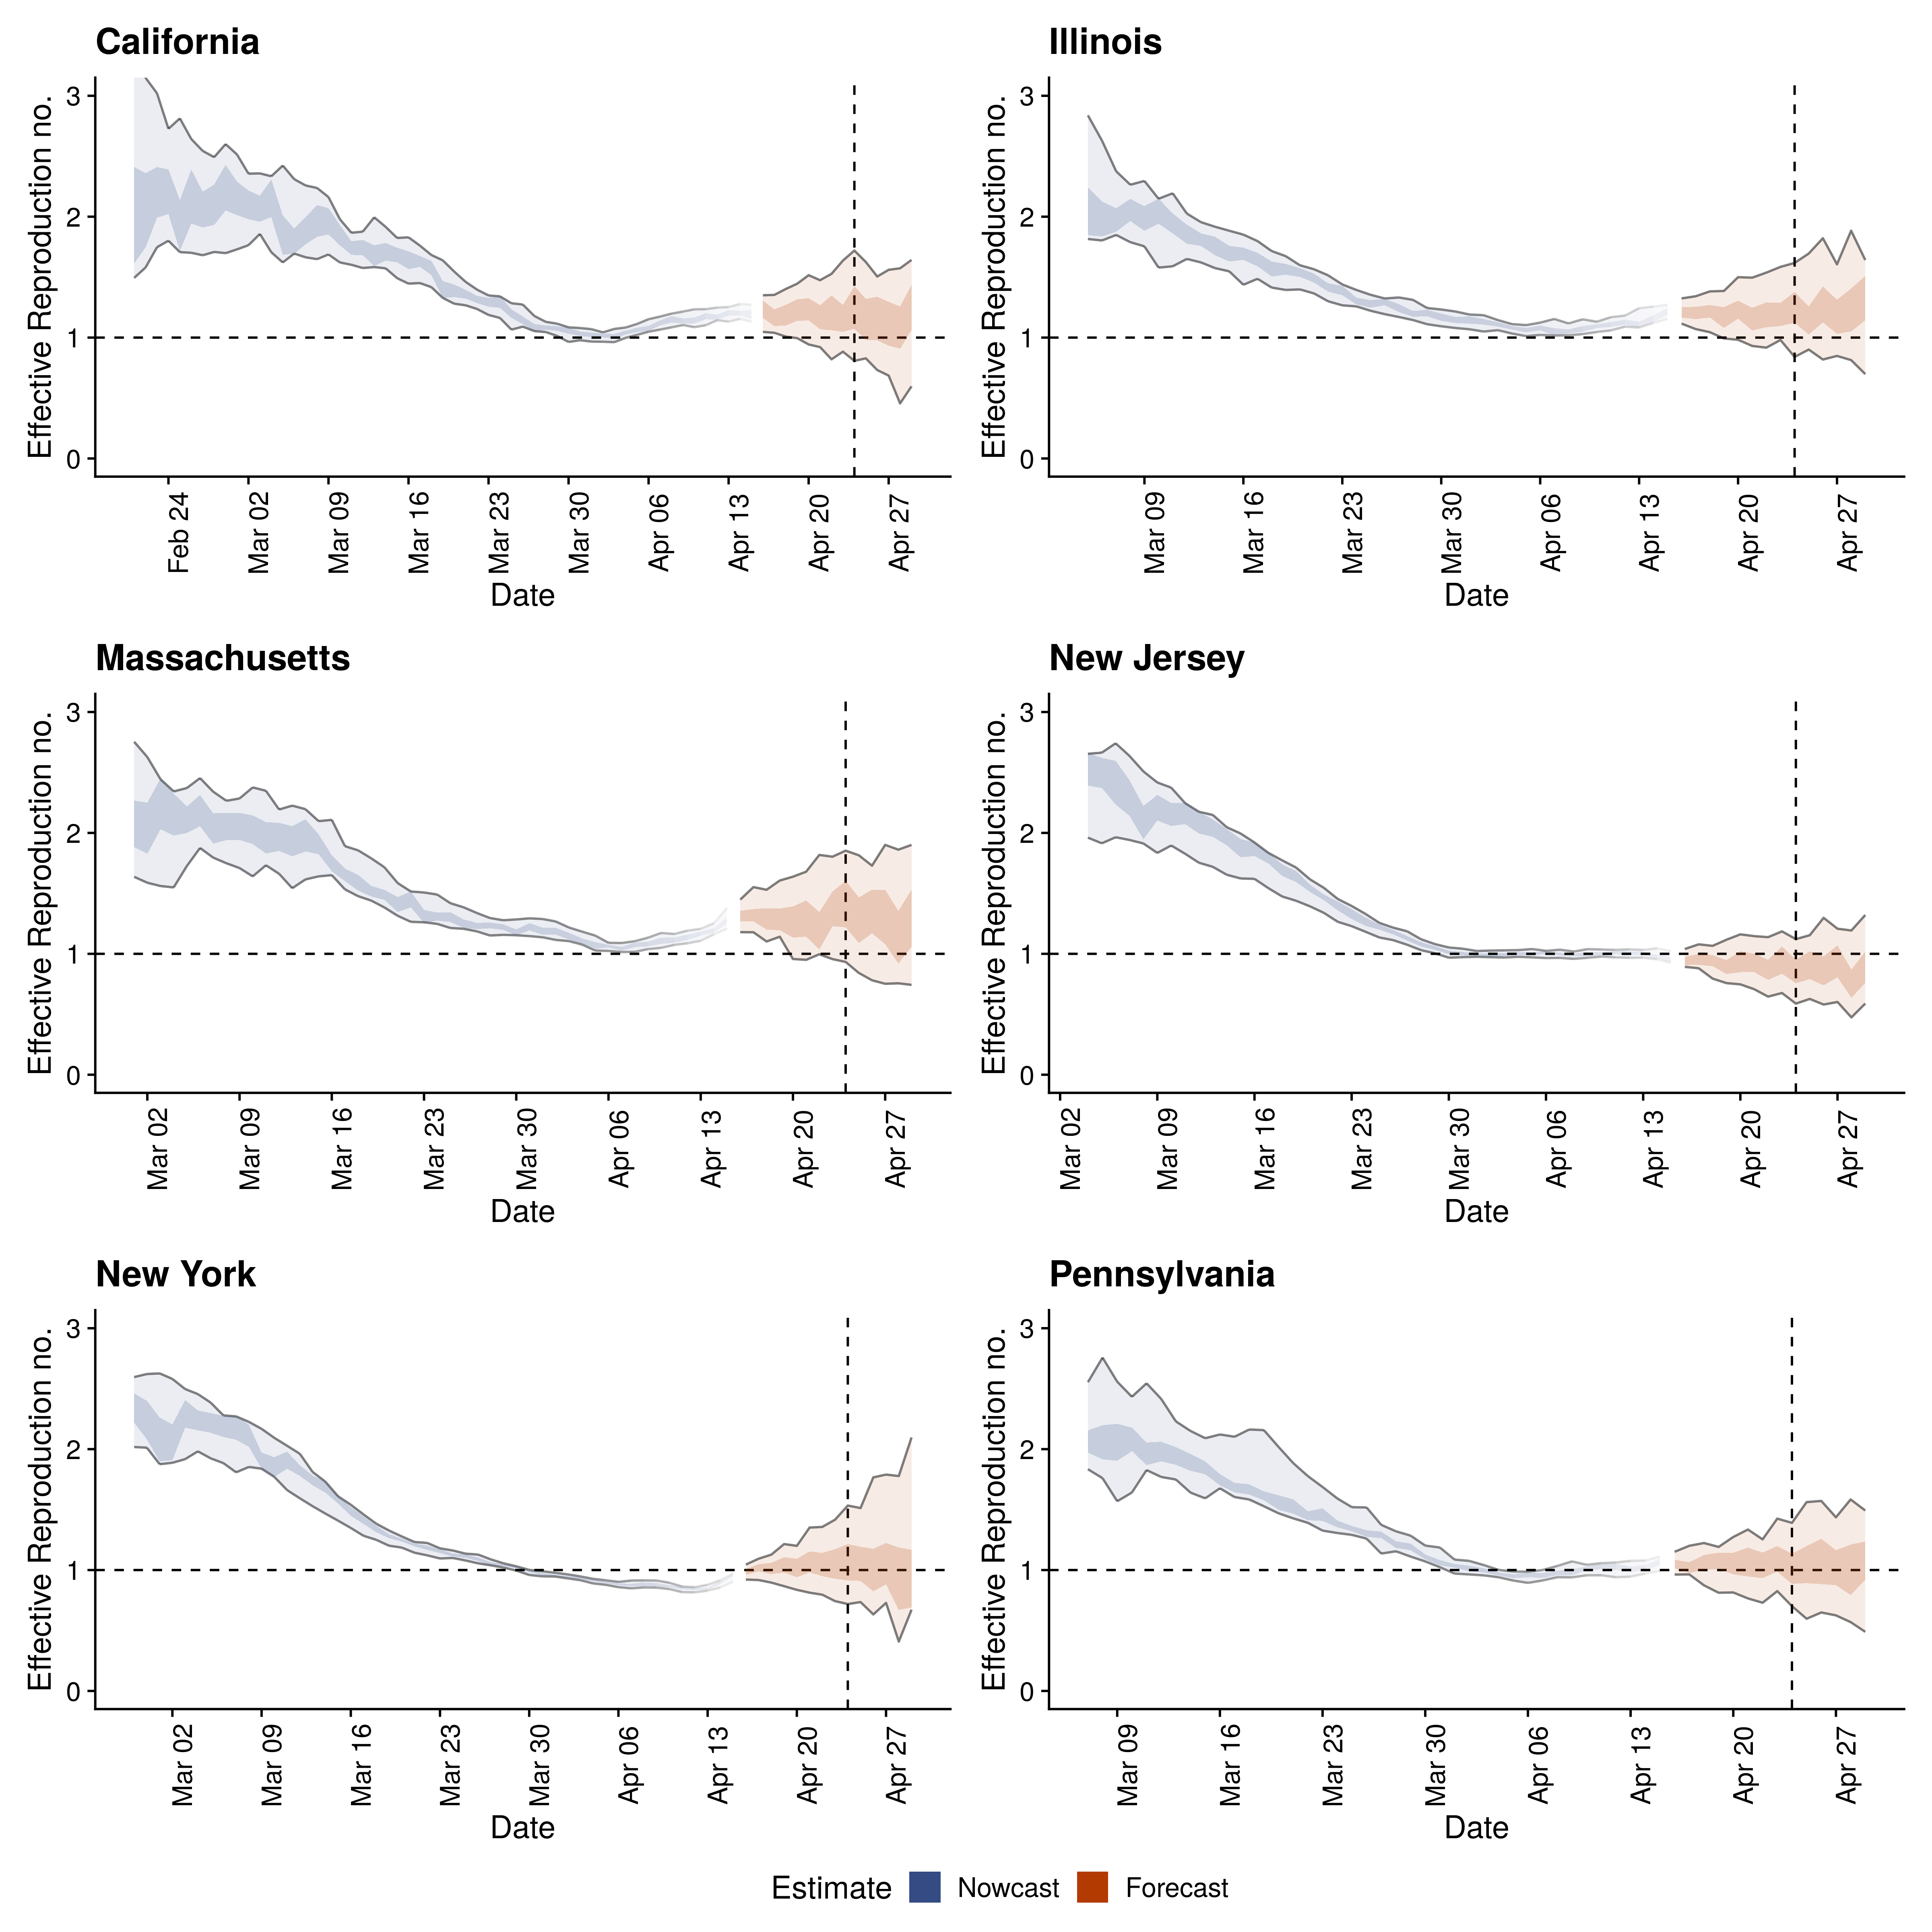 California
Effective Reproduction no.
3
2
1
0
Feb 24
Mar 02
Mar 09
Mar 16
Mar 23
Mar 30
Apr 06
Apr 13
Apr 20
Apr 27
Date
Illinois
Effective Reproduction no.
3
2
1
0
Mar 09
Mar 16
Mar 23
Mar 30
Apr 06
Apr 13
Apr 20
Apr 27
Date
Massachusetts
Effective Reproduction no.
3
2
1
0
Mar 02
Mar 09
Mar 16
Mar 23
Mar 30
Apr 06
Apr 13
Apr 20
Apr 27
Date
New Jersey
Effective Reproduction no.
3
2
1
0
Mar 02
Mar 09
Mar 16
Mar 23
Mar 30
Apr 06
Apr 13
Apr 20
Apr 27
Date
New York
Effective Reproduction no.
3
2
1
0
Mar 02
Mar 09
Mar 16
Mar 23
Mar 30
Apr 06
Apr 13
Apr 20
Apr 27
Date
Pennsylvania
Effective Reproduction no.
3
2
1
0
Mar 09
Mar 16
Mar 23
Mar 30
Apr 06
Apr 13
Apr 20
Apr 27
Date
Estimate Nowcast Forecast